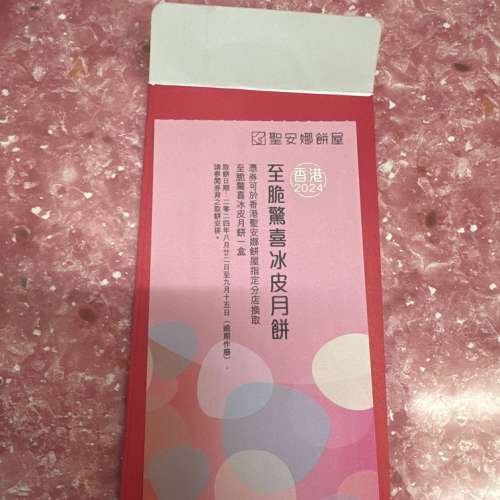 聖安娜餅屋
香港
2024
至脆驚喜冰皮月餅
憑券可於香港聖安娜餅屋指定分店換取
至脆驚喜冰皮月餅一盒
取餅日期：二零二四年八月廿二日至九月十五日（逾期作廢）。
請參閱券背之取餅安排。